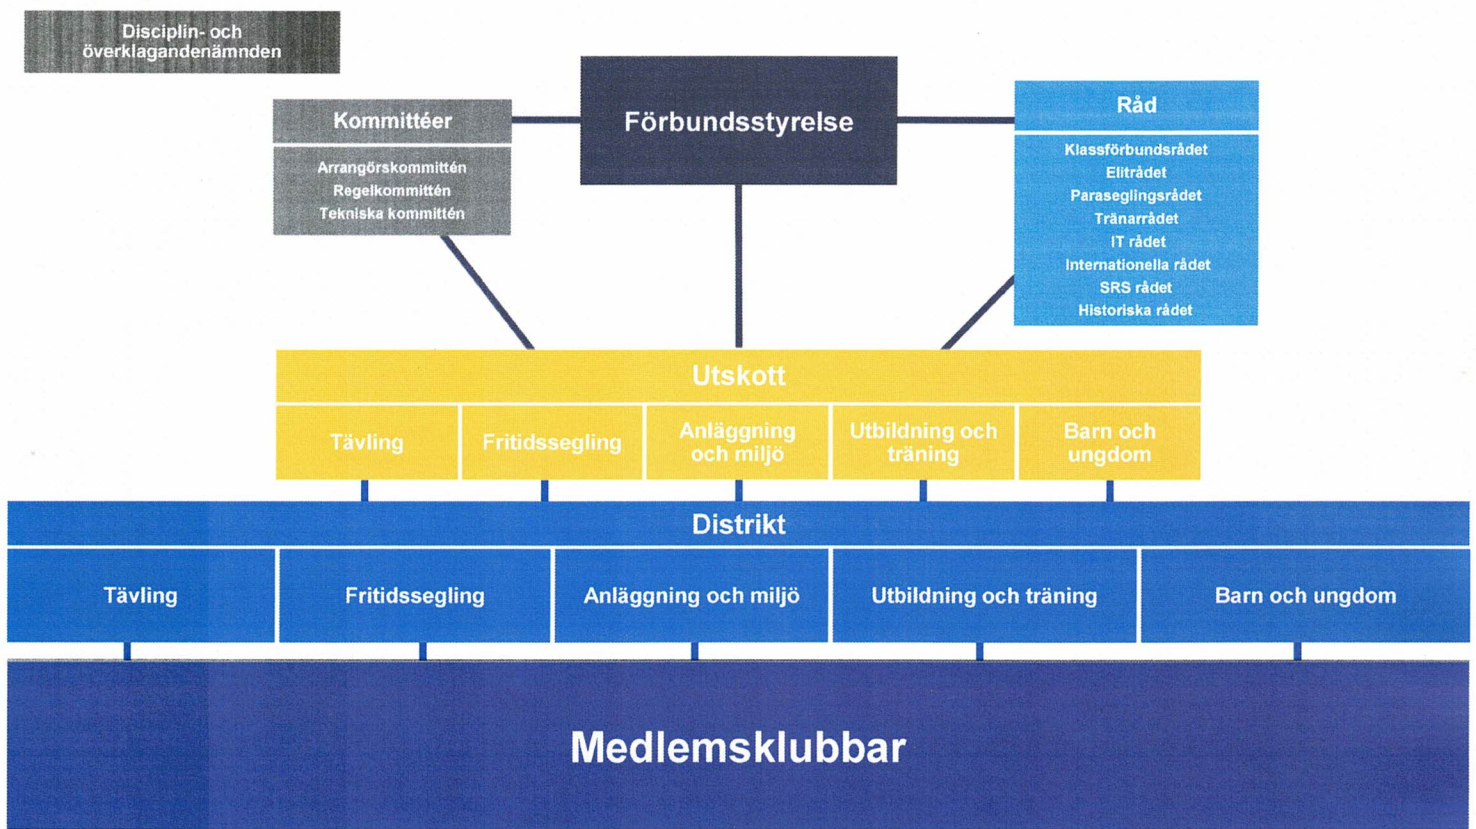 Disciplin- och
överklagandenämnden
Förbundsstyrelse
Kommittéer
Arrangörskommittén
Regelkommittén
Tekniska kommittén
Råd
Klassförbundsrådet
Elitrådet
Paraseglingsrådet
Tränarrådet
IT rådet
Internationella rådet
SRS rådet
Historiska rådet
Utskott
Tävling
Fritidssegling
Anläggning
och miljö
Utbildning och
träning
Barn och
ungdom
Distrikt
Tävling
Fritidssegling
Anläggning och miljö
Utbildning och träning
Barn och ungdom
Medlemsklubbar